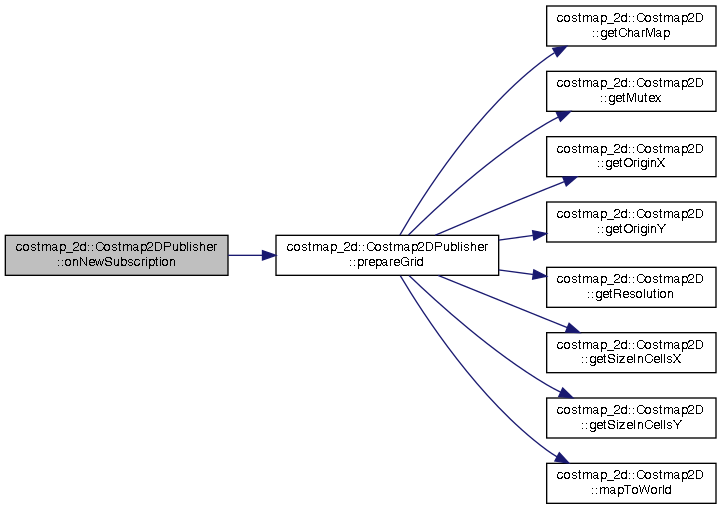 costmap_2d::Costmap2DPublisher
::onNewSubscription
costmap_2d::Costmap2DPublisher
::prepareGrid
costmap_2d::Costmap2D
::getCharMap
costmap_2d::Costmap2D
::getMutex
costmap_2d::Costmap2D
::getOriginX
costmap_2d::Costmap2D
::getOriginY
costmap_2d::Costmap2D
::getResolution
costmap_2d::Costmap2D
::getSizeInCellsX
costmap_2d::Costmap2D
::getSizeInCellsY
costmap_2d::Costmap2D
::mapToWorld